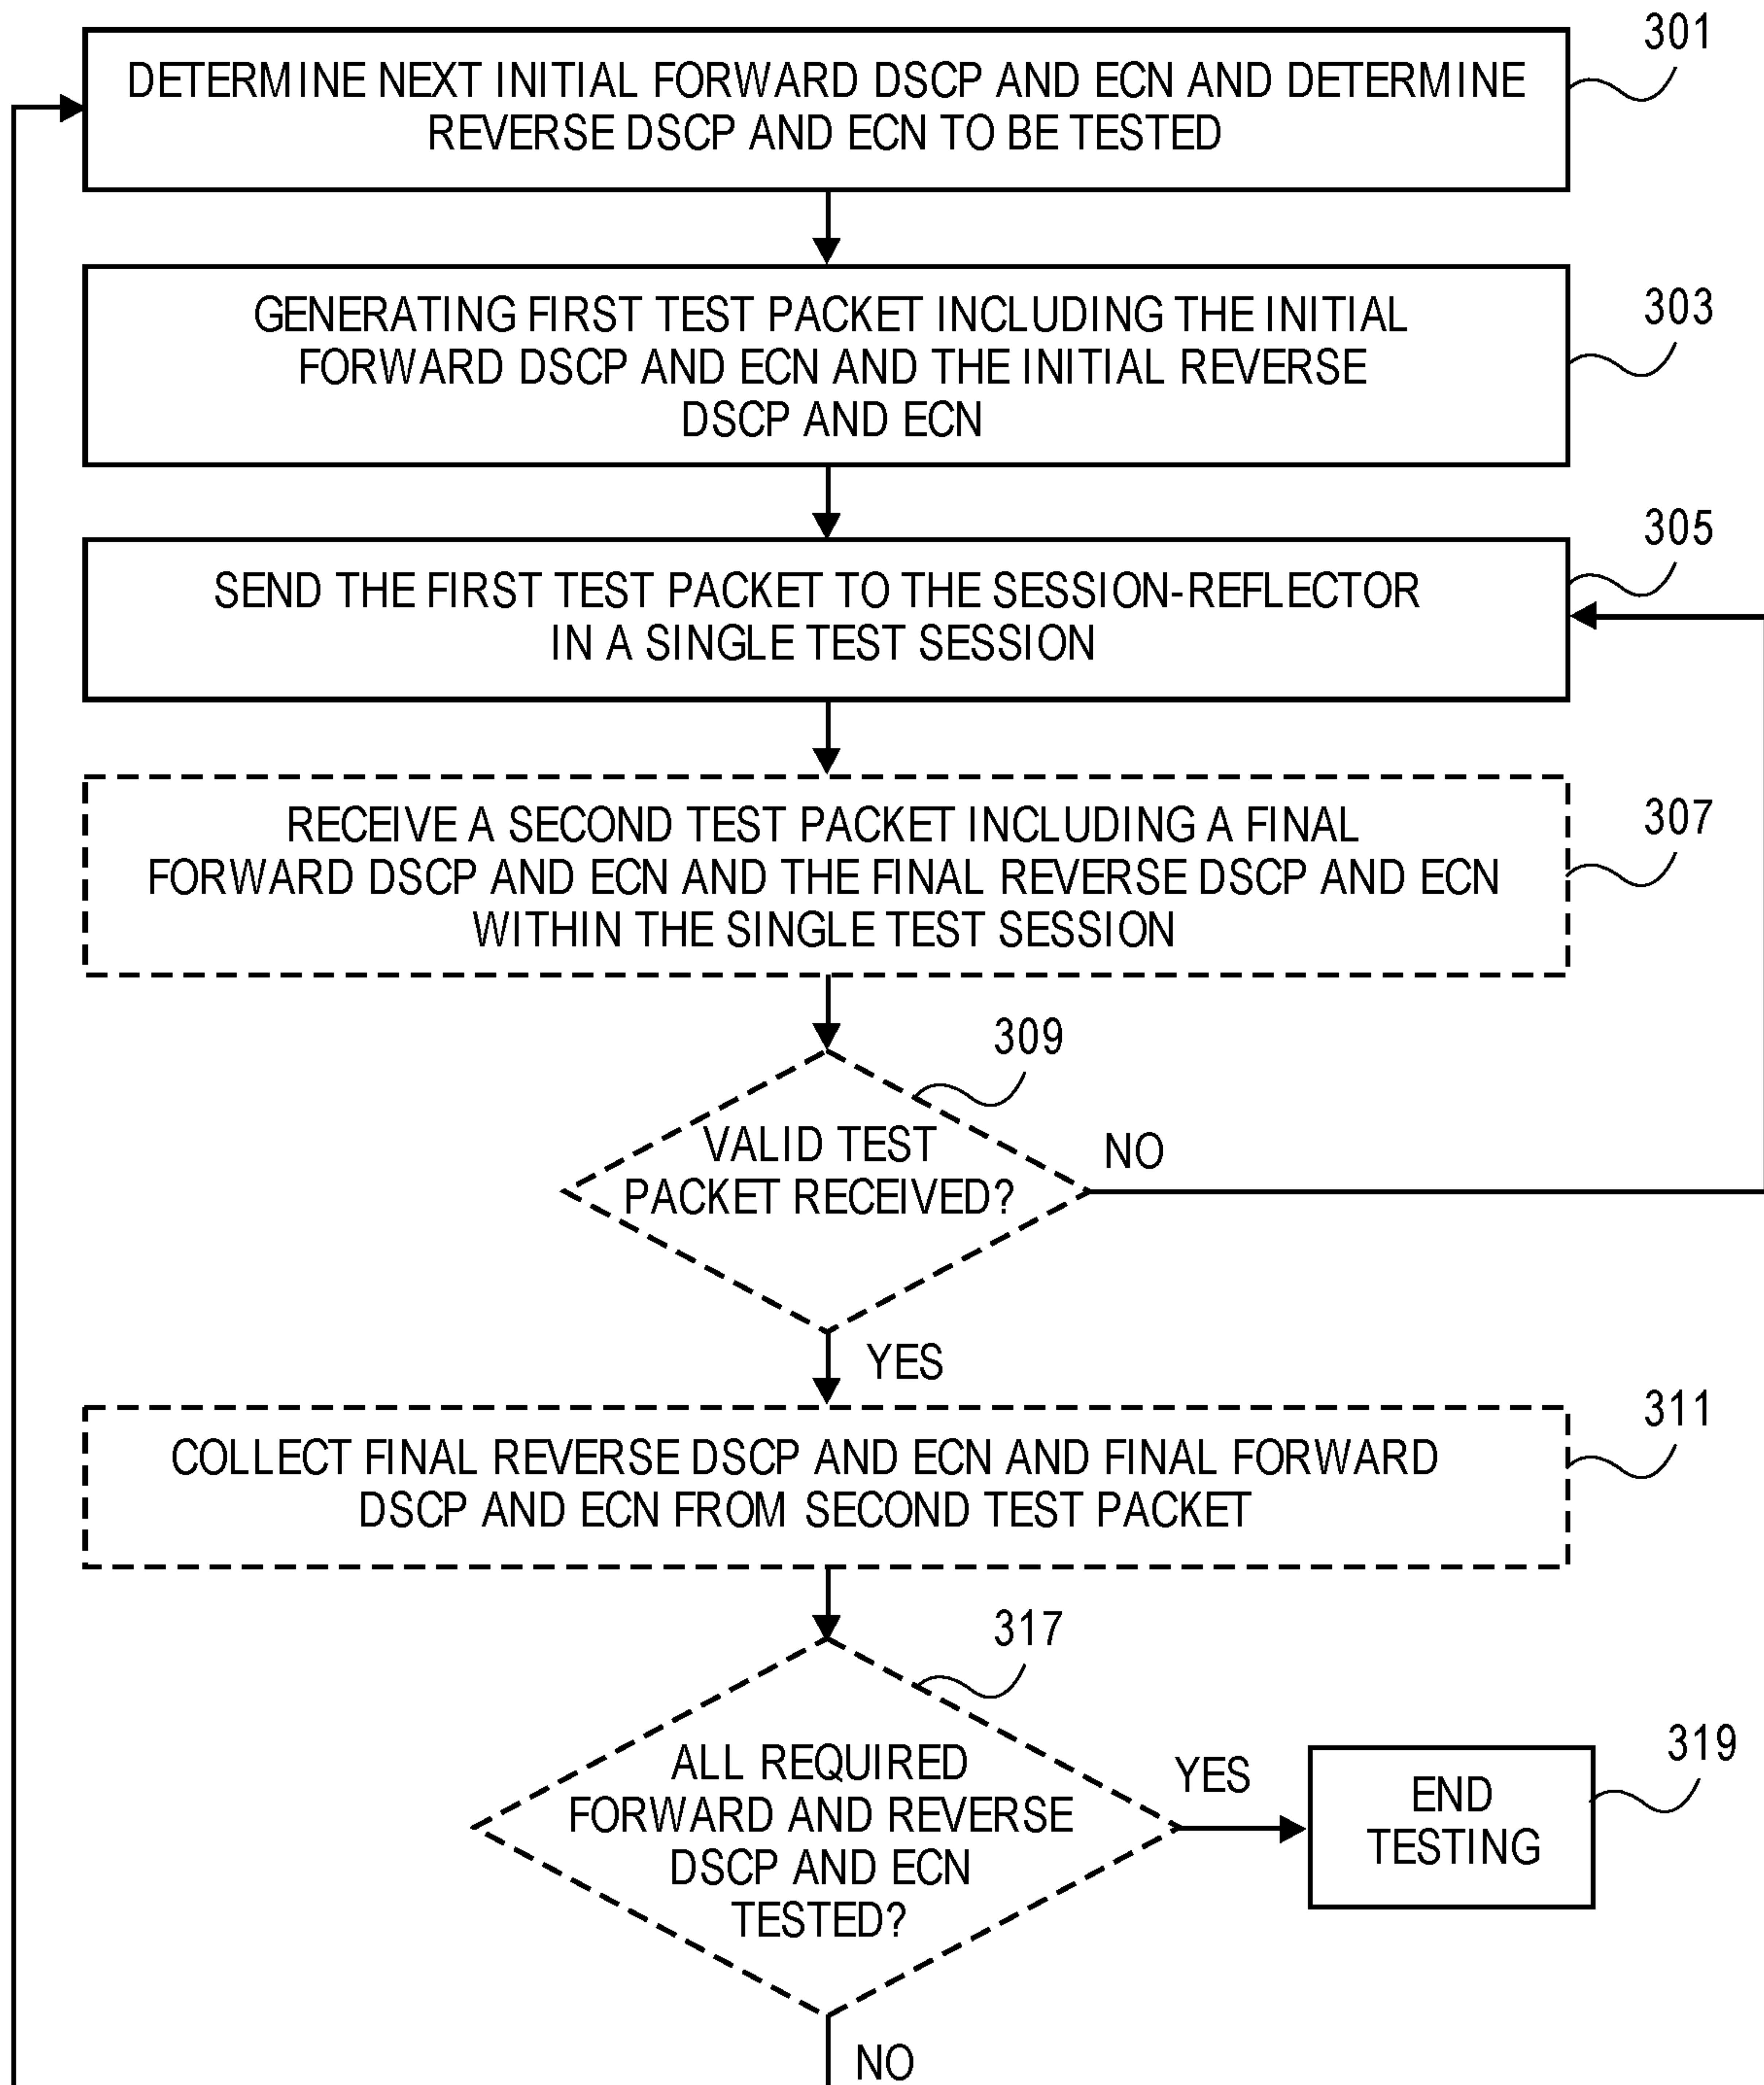 301
DETERMINE NEXT INITIAL FORWARD DSCP AND ECN AND DETERMINE
REVERSE DSCP AND ECN TO BE TESTED
303
GENERATING FIRST TEST PACKET INCLUDING THE INITIAL
FORWARD DSCP AND ECN AND THE INITIAL REVERSE
DSCP AND ECN
305
SEND THE FIRST TEST PACKET TO THE SESSION-REFLECTOR
IN A SINGLE TEST SESSION
307
RECEIVE A SECOND TEST PACKET INCLUDING A FINAL
FORWARD DSCP AND ECN AND THE FINAL REVERSE DSCP AND ECN
WITHIN THE SINGLE TEST SESSION
309
VALID TEST
PACKET RECEIVED?
NO
YES
311
COLLECT FINAL REVERSE DSCP AND ECN AND FINAL FORWARD
DSCP AND ECN FROM SECOND TEST PACKET
317
ALL REQUIRED
FORWARD AND REVERSE
DSCP AND ECN
TESTED?
YES
319
END
TESTING
NO